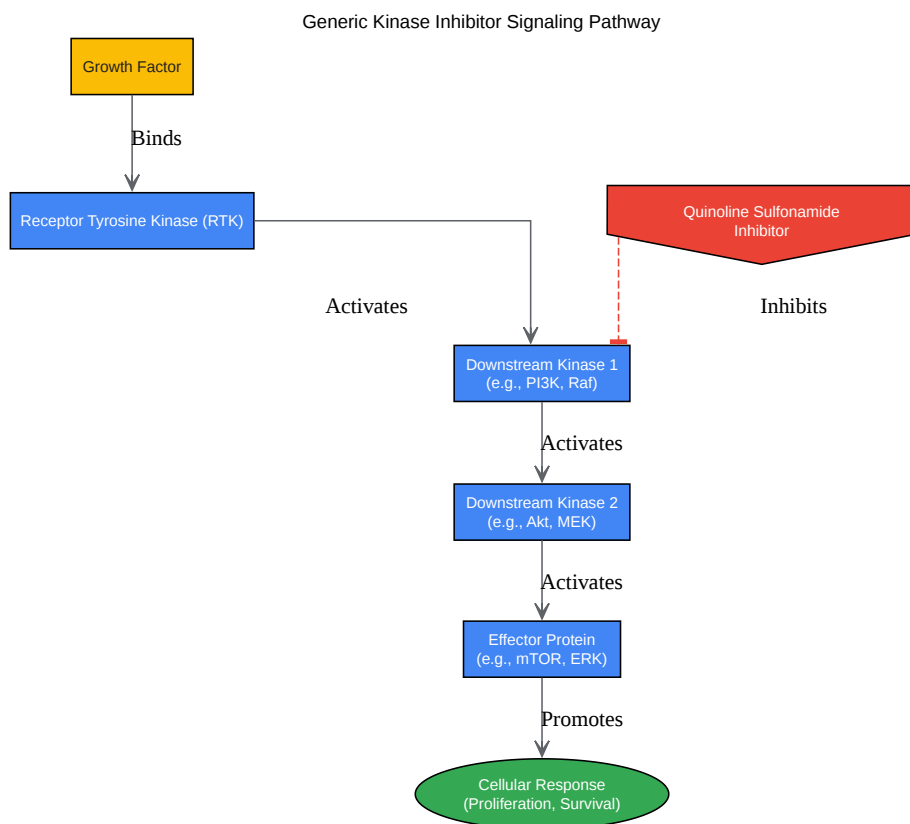 Generic Kinase Inhibitor Signaling Pathway
Growth Factor
Binds
Receptor Tyrosine Kinase (RTK)
Quinoline Sulfonamide
Inhibitor
Activates
Inhibits
Downstream Kinase 1
(e.g., PI3K, Raf)
Activates
Downstream Kinase 2
(e.g., Akt, MEK)
Activates
Effector Protein
(e.g., mTOR, ERK)
Promotes
Cellular Response
(Proliferation, Survival)